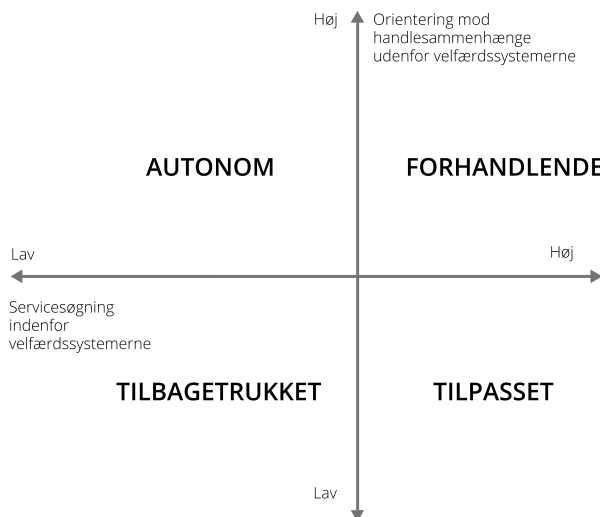 Høj
Orientering mod
handlesammenhænge
udenfor velfærdssystemerne
AUTONOM
FORHANDLENDE
Lav
Høj
Servicesøgning
indenfor
velfærdssystemerne
TILBAGETRUKKET
TILPASSET
Lav